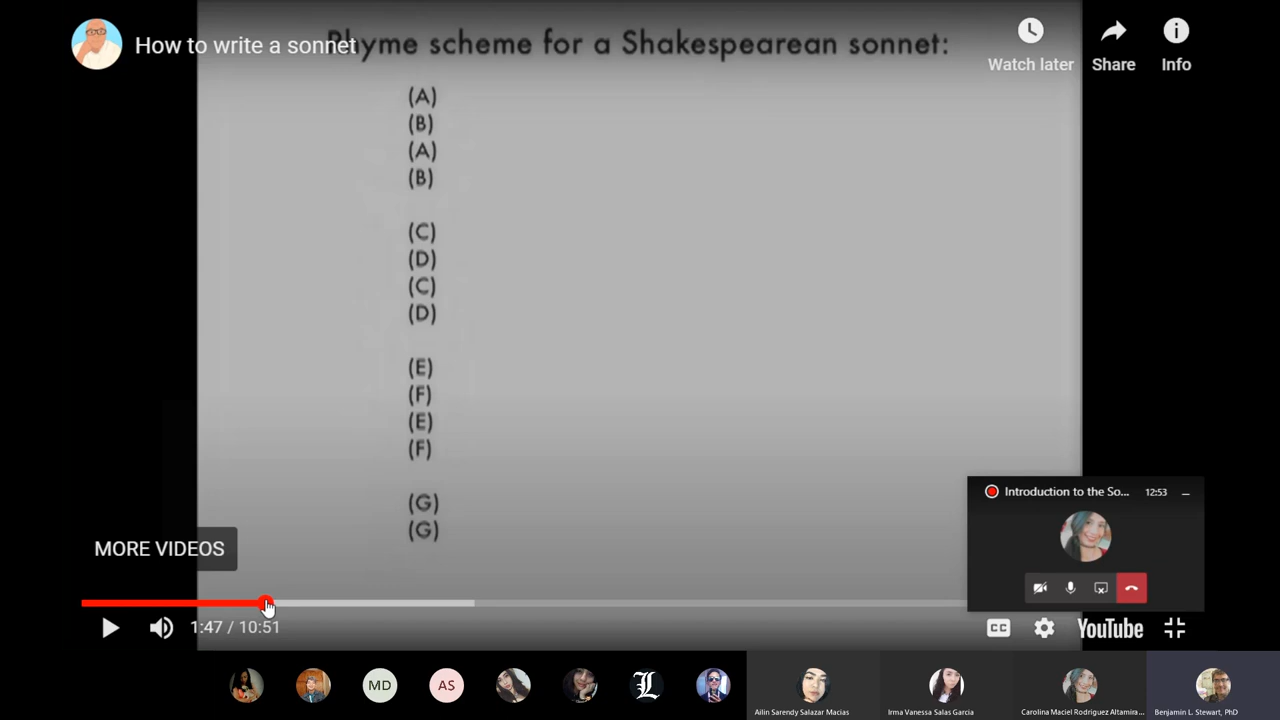 How to write a sonnet
Rhyme scheme for a Shakespearean sonnet:
Watch later
Share
Info
(A)
(B)
(A)
(B)
(C)
(D)
(C)
(D)
(E)
(F)
(E)
(F)
(G)
(G)
MORE VIDEOS
Introduction to the So... 12:53
1:47 / 10:51
CC
YouTube
MD
AS
L
Ailin Sarendy Salazar Macias
Irma Vanessa Salas Garcia
Carolina Maciel Rodriguez Altamira...
Benjamin L. Stewart, PhD